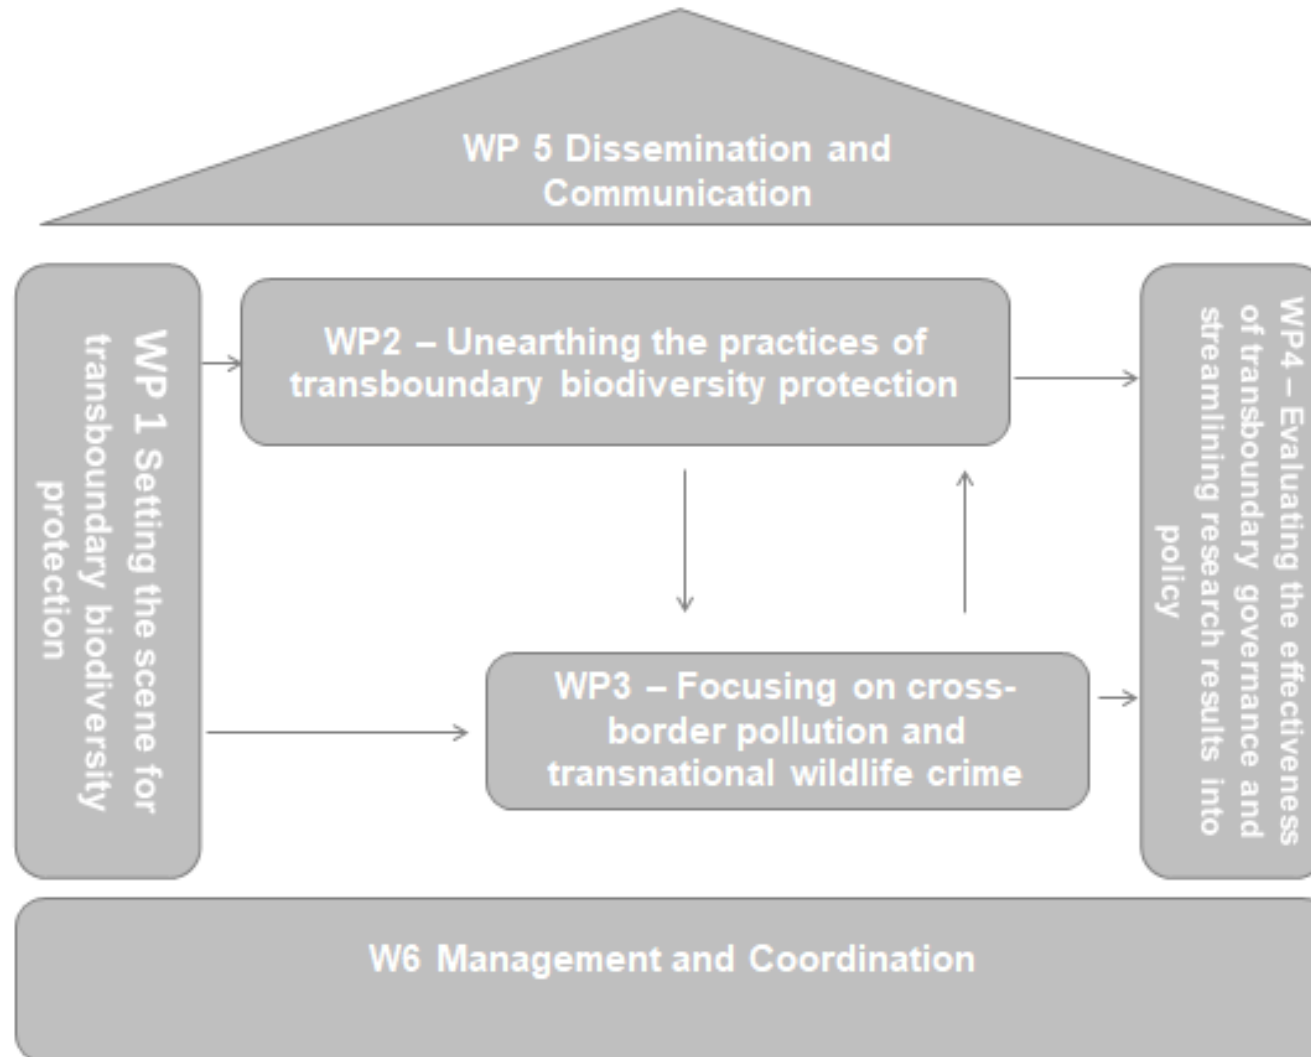 WP 5 Dissemination and
Communication
WP 1 Setting the scene for
transboundary biodiversity
protection
WP2 – Unearthing the practices of
transboundary biodiversity protection
WP3 – Focusing on cross-
border pollution and
transnational wildlife crime
WP4 – Evaluating the effectiveness
of transboundary governance and
streamlining research results into
policy
W6 Management and Coordination